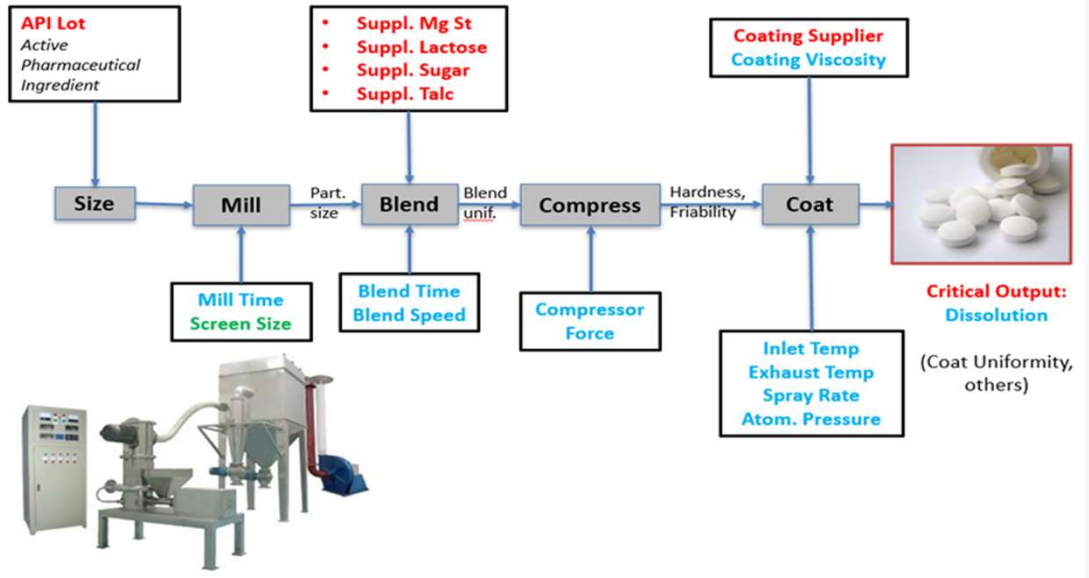 API Lot
Active
Pharmaceutical
Ingredient
• Suppl. Mg St
• Suppl. Lactose
• Suppl. Sugar
• Suppl. Talc
Coating Supplier
Coating Viscosity
Size
Mill
Part.
size
Blend
Blend
unif.
Compress
Hardness,
Friability
Coat
Mill Time
Screen Size
Blend Time
Blend Speed
Compressor
Force
Inlet Temp
Exhaust Temp
Spray Rate
Atom. Pressure
Critical Output:
Dissolution
(Coat Uniformity,
others)